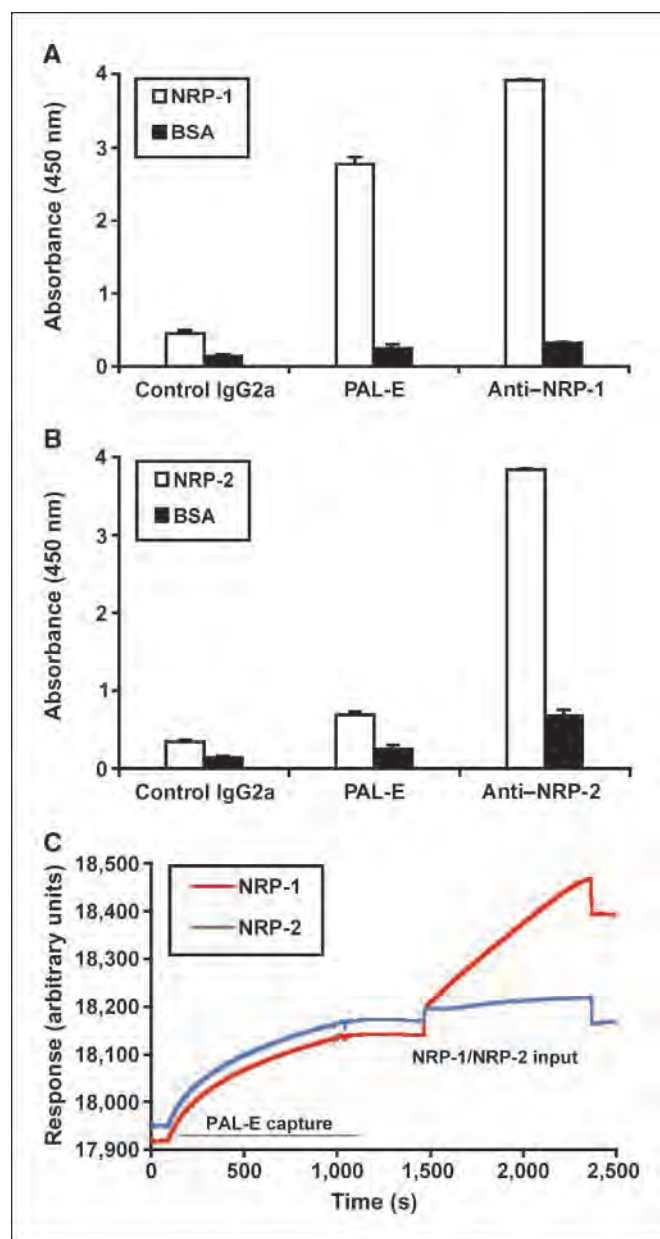 A
NRP-1
BSA
Absorbance (450 nm)
4
3
2
1
0
Control IgG2a PAL-E Anti–NRP-1
B
NRP-2
BSA
Absorbance (450 nm)
4
3
2
1
0
Control IgG2a PAL-E Anti–NRP-2
C
NRP-1
NRP-2
Response (arbitrary units)
18,500
18,400
18,300
18,200
18,100
18,000
17,900
NRP-1/NRP-2 input
PAL-E capture
0 500 1,000 1,500 2,000 2,500
Time (s)